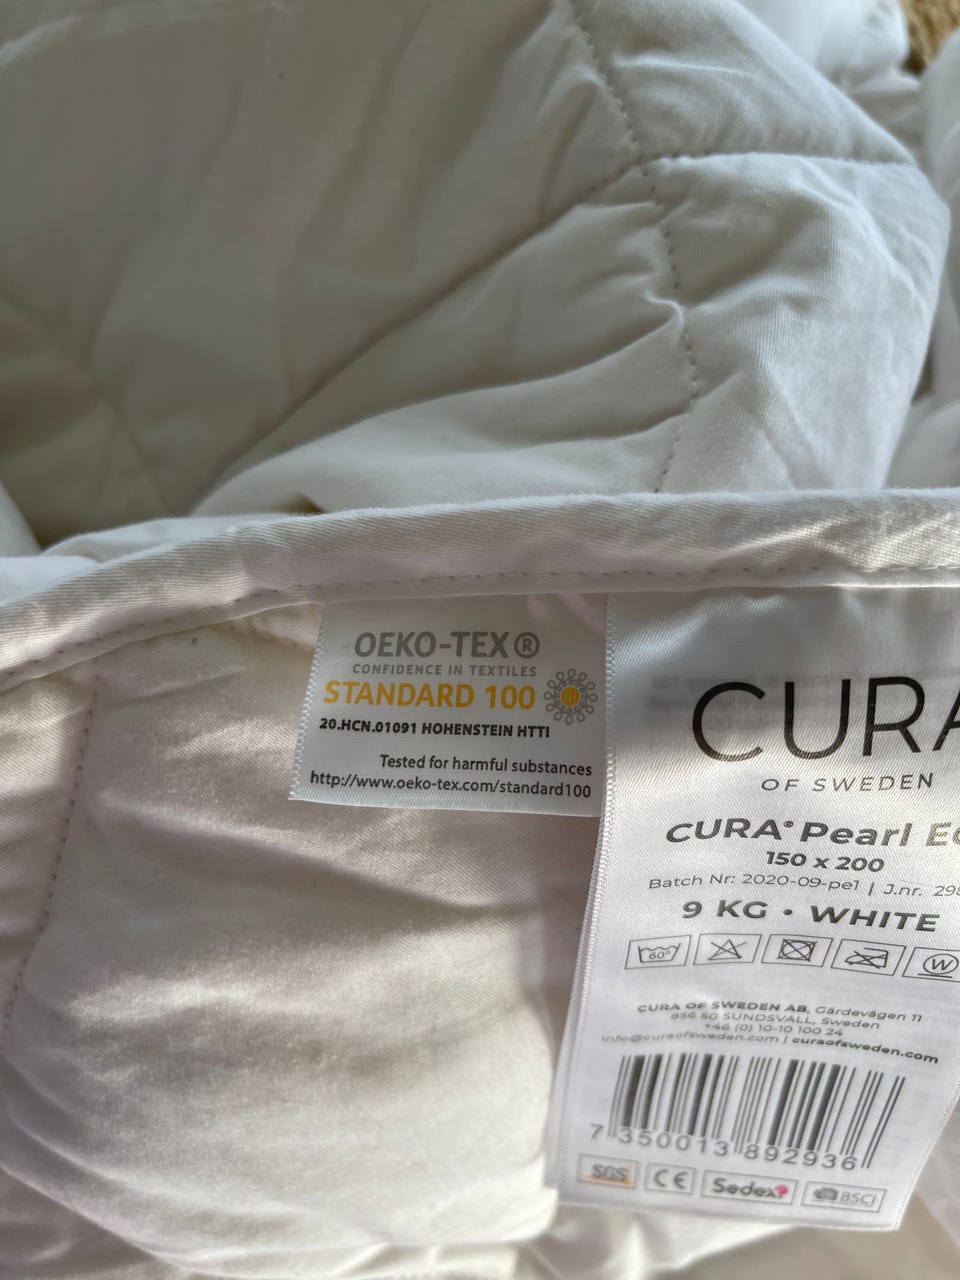 OEKO-TEX®
CONFIDENCE IN TEXTILES
STANDARD 100
20.HCN.01091 HOHENSTEIN HTTI
Tested for harmful substances
http://www.oeko-tex.com/standard100
CURA
OF SWEDEN
CURA® Pearl
150 x 200
Batch Nr: 2020-09-pe1 | J.nr.
9 KG • WHITE
60°
W
CURA OF SWEDEN AB, Gärdevägen 11
856 50 SUNDSVALL, Sweden
+46 (0) 10-10 100 24
info@curaofsweden.com | curaofsweden.com
7 350013 892936
SGS CE Sedex BSCI